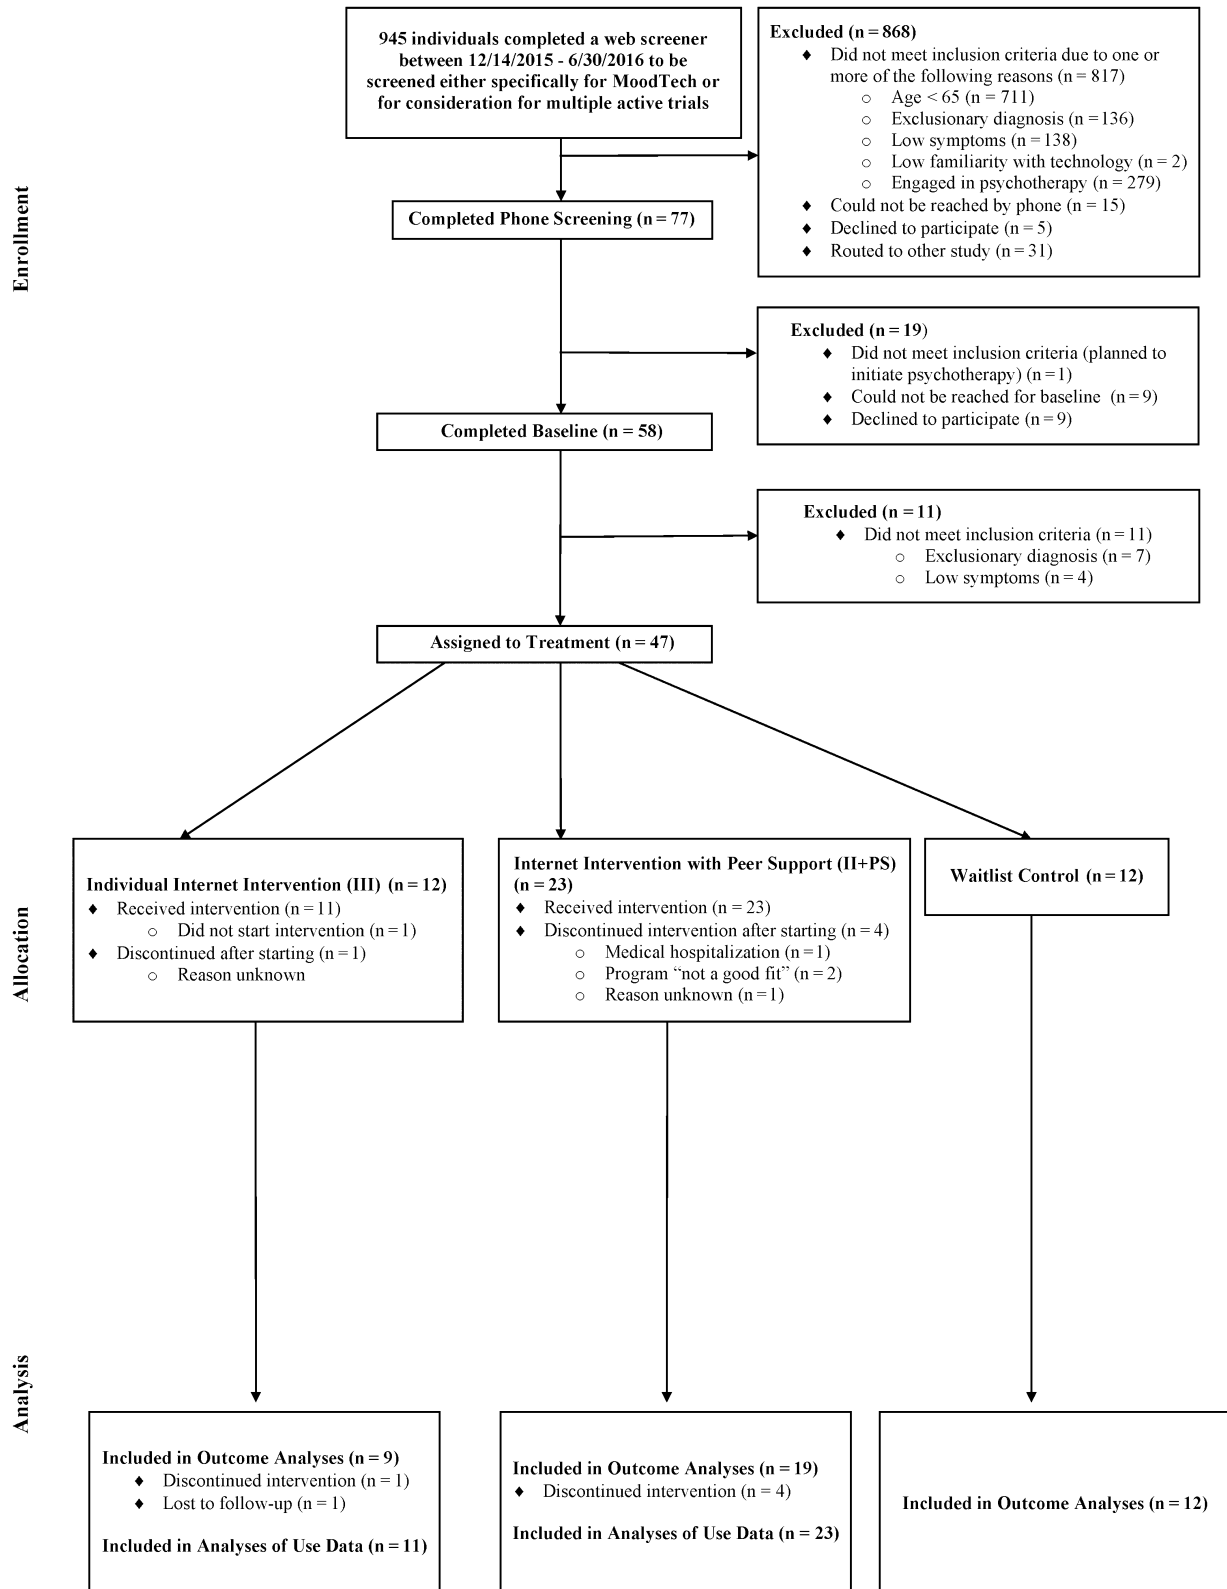 945 individuals completed a web screener
between 12/14/2015 - 6/30/2016 to be
screened either specifically for MoodTech or
for consideration for multiple active trials
Excluded (n = 868)
♦ Did not meet inclusion criteria due to one or
more of the following reasons (n = 817)
o Age < 65 (n = 711)
o Exclusionary diagnosis (n = 136)
o Low symptoms (n = 138)
o Low familiarity with technology (n = 2)
o Engaged in psychotherapy (n = 279)
♦ Could not be reached by phone (n = 15)
♦ Declined to participate (n = 5)
♦ Routed to other study (n = 31)
Enrollment
Completed Phone Screening (n = 77)
Excluded (n = 19)
♦ Did not meet inclusion criteria (planned to
initiate psychotherapy) (n = 1)
♦ Could not be reached for baseline (n = 9)
♦ Declined to participate (n = 9)
Completed Baseline (n = 58)
Excluded (n = 11)
♦ Did not meet inclusion criteria (n = 11)
o Exclusionary diagnosis (n = 7)
o Low symptoms (n = 4)
Assigned to Treatment (n = 47)
Allocation
Individual Internet Intervention (III) (n = 12)
♦ Received intervention (n = 11)
o Did not start intervention (n = 1)
♦ Discontinued after starting (n = 1)
o Reason unknown
Internet Intervention with Peer Support (II+PS)
(n = 23)
♦ Received intervention (n = 23)
♦ Discontinued intervention after starting (n = 4)
o Medical hospitalization (n = 1)
o Program “not a good fit” (n = 2)
o Reason unknown (n = 1)
Waitlist Control (n = 12)
Analysis
Included in Outcome Analyses (n = 9)
♦ Discontinued intervention (n = 1)
♦ Lost to follow-up (n = 1)
Included in Analyses of Use Data (n = 11)
Included in Outcome Analyses (n = 19)
♦ Discontinued intervention (n = 4)
Included in Analyses of Use Data (n = 23)
Included in Outcome Analyses (n = 12)